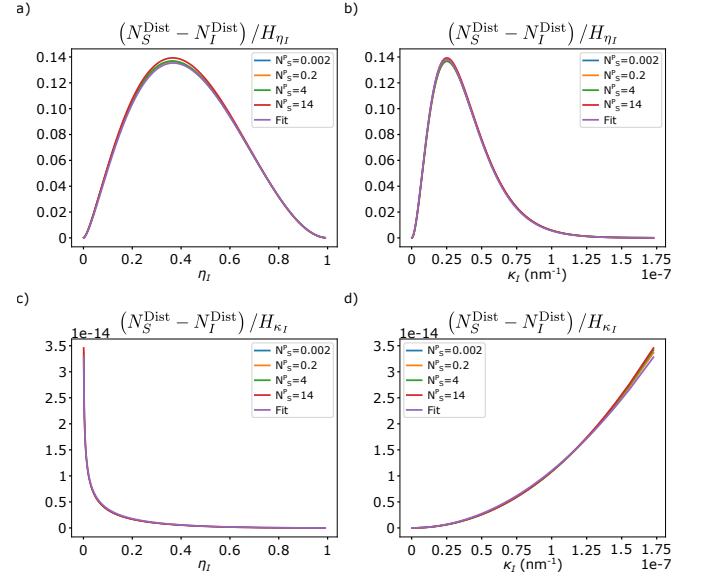 a)
(N_S^Dist − N_I^Dist) / H_{η_I}
0.14
0.12
0.10
0.08
0.06
0.04
0.02
0
N^P_S=0.002
N^P_S=0.2
N^P_S=4
N^P_S=14
Fit
0 0.2 0.4 0.6 0.8 1
η_I
b)
(N_S^Dist − N_I^Dist) / H_{η_I}
0.14
0.12
0.10
0.08
0.06
0.04
0.02
0
N^P_S=0.002
N^P_S=0.2
N^P_S=4
N^P_S=14
Fit
0 0.25 0.5 0.75 1 1.25 1.5 1.75
κ_I (nm⁻¹)
1e-7
c)
(N_S^Dist − N_I^Dist) / H_{κ_I}
1e-14
3.5
3
2.5
2
1.5
1
0.5
0
N^P_S=0.002
N^P_S=0.2
N^P_S=4
N^P_S=14
Fit
0 0.2 0.4 0.6 0.8 1
η_I
d)
(N_S^Dist − N_I^Dist) / H_{κ_I}
1e-14
3.5
3
2.5
2
1.5
1
0.5
0
N^P_S=0.002
N^P_S=0.2
N^P_S=4
N^P_S=14
Fit
0 0.25 0.5 0.75 1 1.25 1.5 1.75
κ_I (nm⁻¹)
1e-7